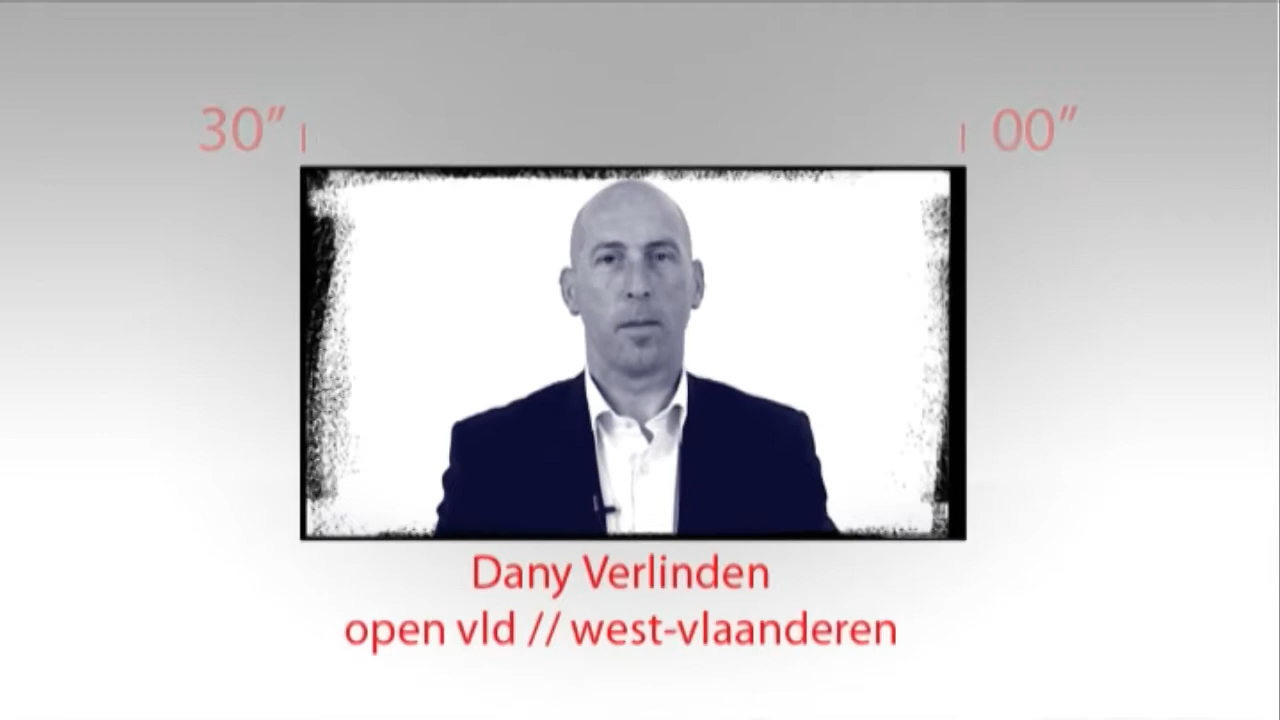 30”
00”
Dany Verlinden
open vld // west-vlaanderen